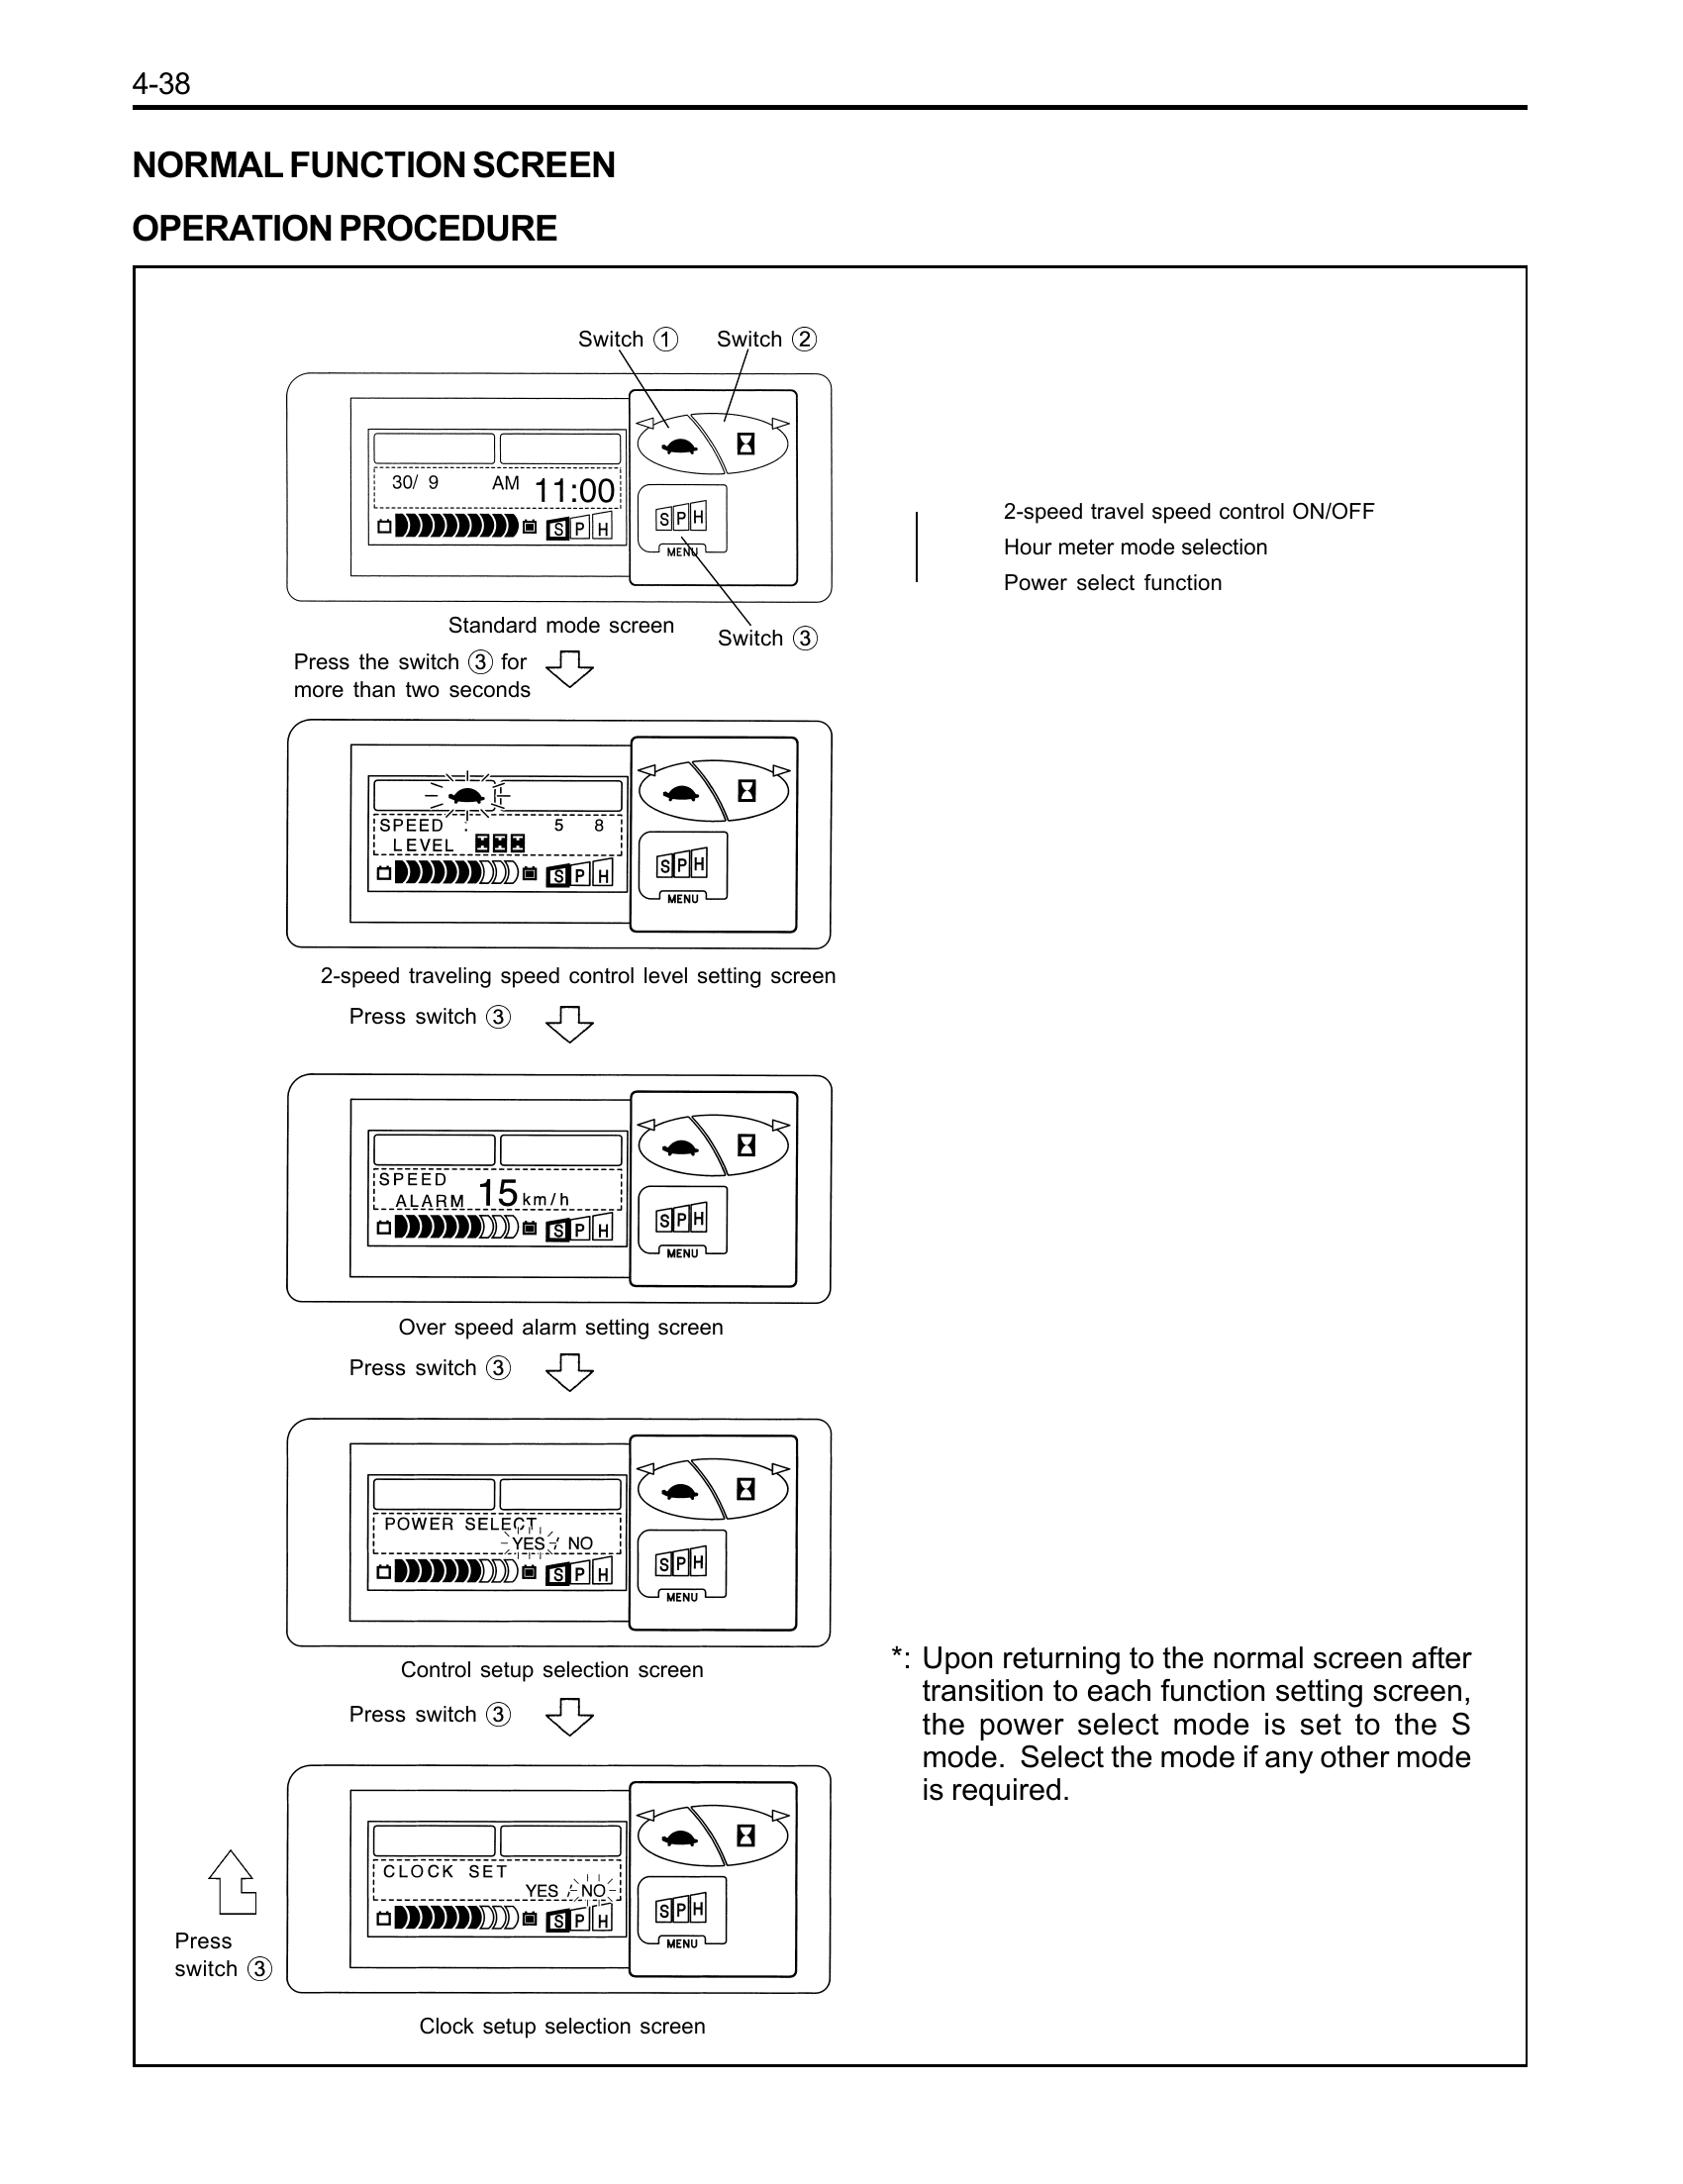 4-38
NORMAL FUNCTION SCREEN
OPERATION PROCEDURE
Switch ① Switch ②
30/ 9 AM 11:00
S P H
S P H
MENU
2-speed travel speed control ON/OFF
Hour meter mode selection
Power select function
Standard mode screen
Switch ③
Press the switch ③ for
more than two seconds
SPEED : 5 8
LEVEL
S P H
S P H
MENU
2-speed traveling speed control level setting screen
Press switch ③
SPEED
ALARM 15 km/h
S P H
S P H
MENU
Over speed alarm setting screen
Press switch ③
POWER SELECT
YES / NO
S P H
S P H
MENU
Control setup selection screen
Press switch ③
*: Upon returning to the normal screen after
transition to each function setting screen,
the power select mode is set to the S
mode. Select the mode if any other mode
is required.
CLOCK SET
YES / NO
S P H
S P H
MENU
Press
switch ③
Clock setup selection screen